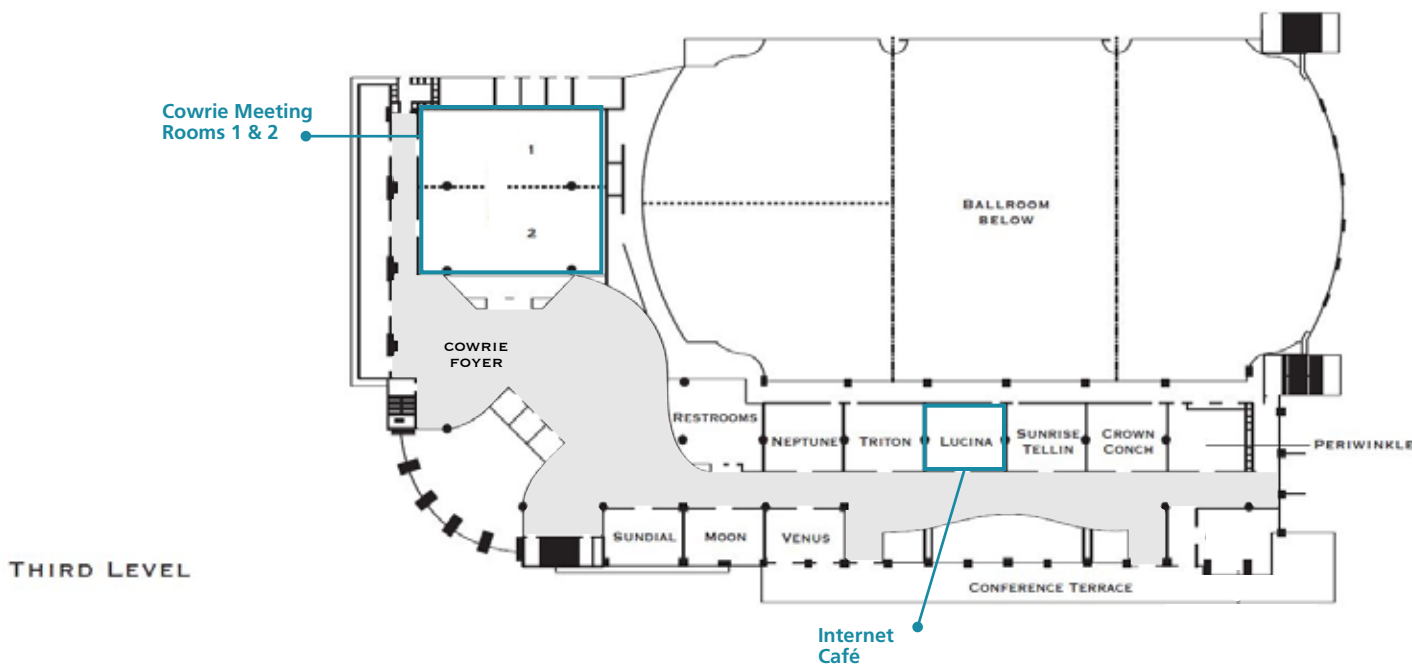 Cowrie Meeting
Rooms 1 & 2
1
2
BALLROOM
BELOW
COWRIE
FOYER
RESTROOMS
NEPTUNE
TRITON
LUCINA
SUNRISE
TELLIN
CROWN
CONCH
PERIWINKLE
SUNDIAL
MOON
VENUS
THIRD LEVEL
CONFERENCE TERRACE
Internet
Café